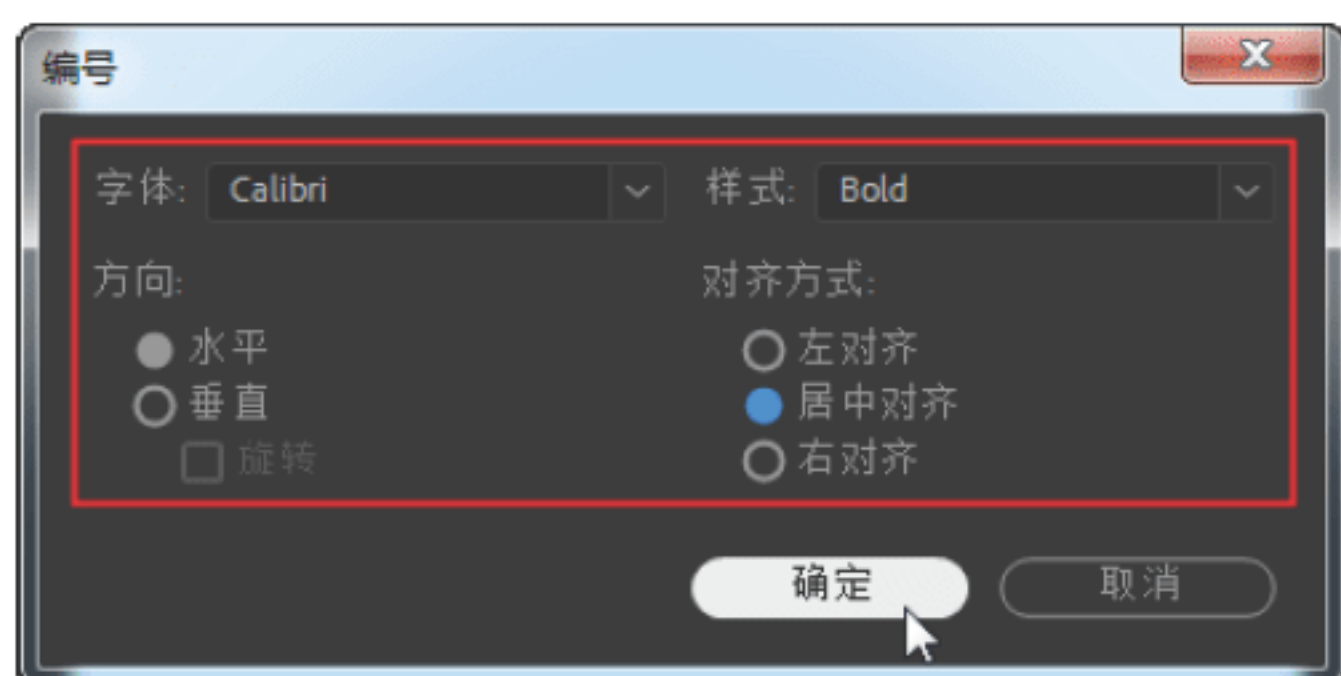 编号
字体: Calibri 样式: Bold
方向: 对齐方式:
水平 左对齐
垂直 居中对齐
旋转 右对齐
确定 取消